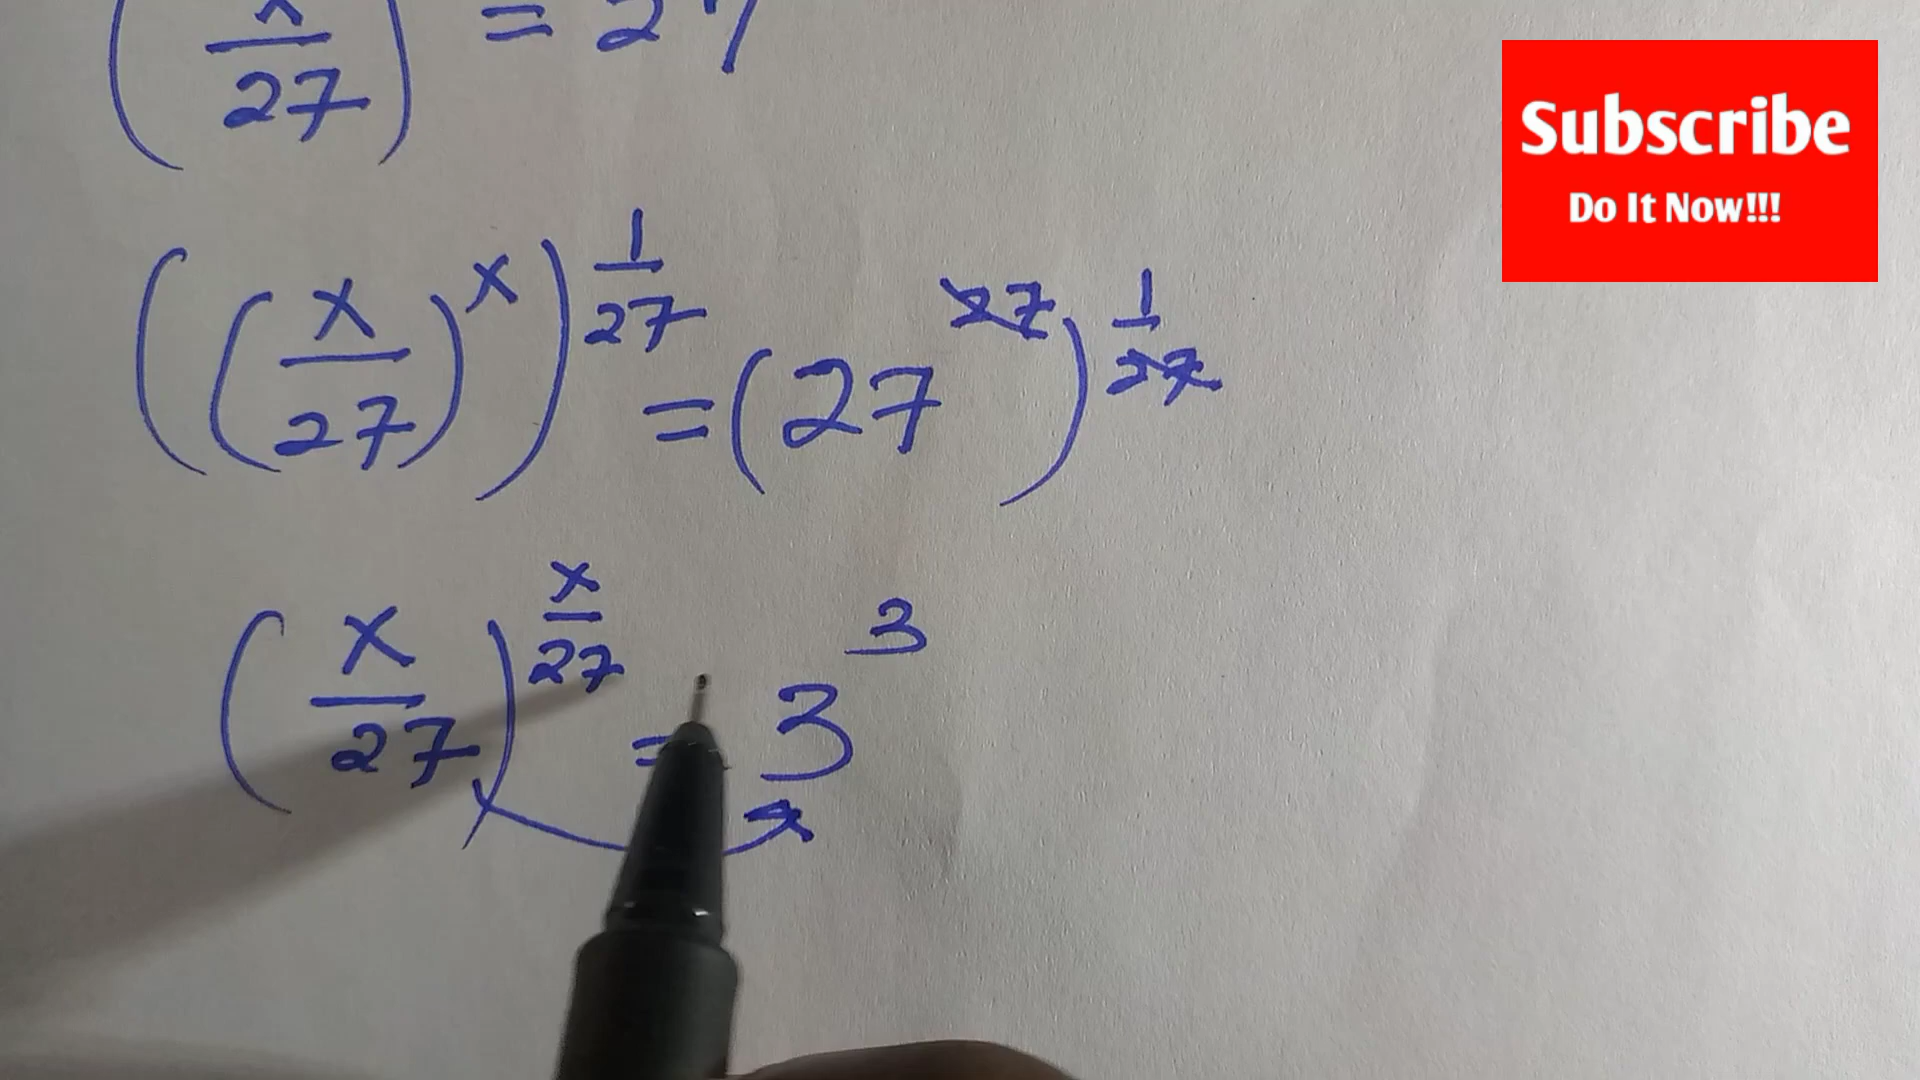 (x/27) = 27
Subscribe
Do It Now!!!
((x/27)^x)^(1/27) = (27^27)^(1/27)
(x/27)^(x/27) = 3^3